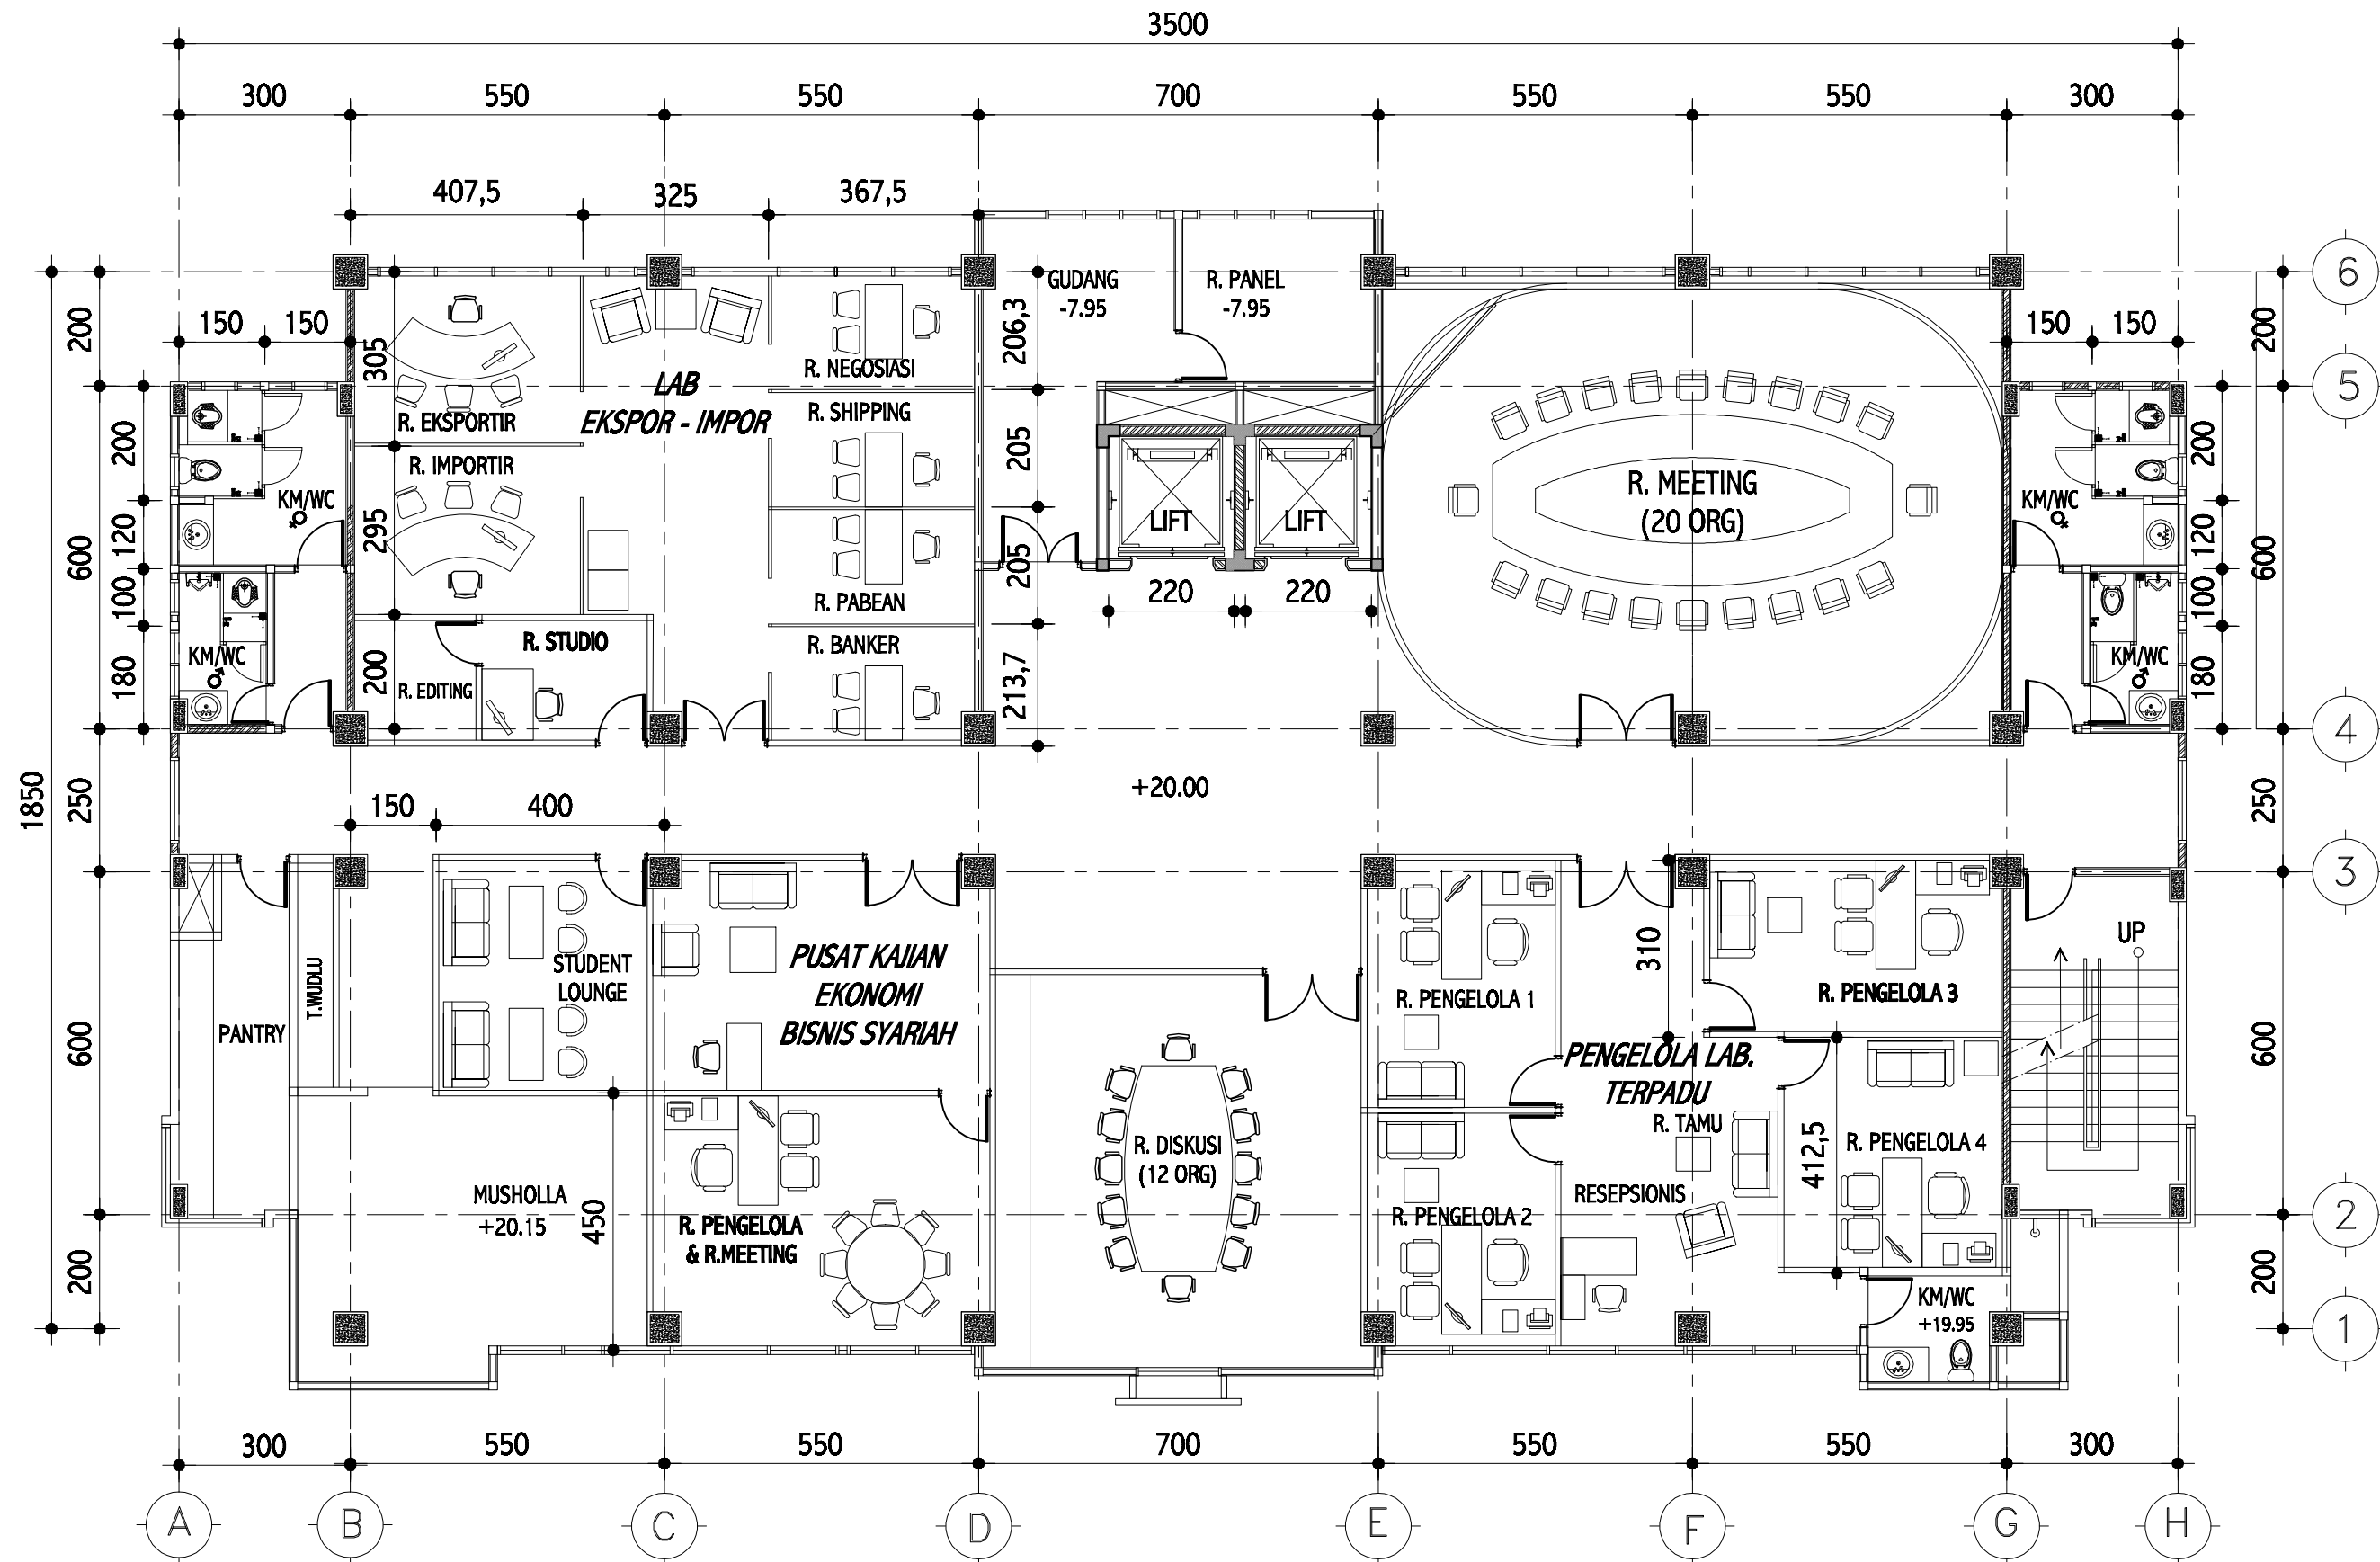 3500
300
550
550
700
550
550
300
407,5
325
367,5
6
GUDANG
-7.95
R. PANEL
-7.95
200
150
150
305
206,3
150
150
200
R. NEGOSIASI
LAB
EKSPOR - IMPOR
5
R. EKSPORTIR
R. SHIPPING
200
205
200
R. IMPORTIR
R. MEETING
(20 ORG)
KM/WC
KM/WC
LIFT
LIFT
120
295
120
600
205
600
220
220
100
R. PABEAN
100
R. STUDIO
R. BANKER
KM/WC
KM/WC
180
200
R. EDITING
213,7
180
4
1850
250
+20.00
250
150
400
3
UP
310
PUSAT KAJIAN
EKONOMI
BISNIS SYARIAH
STUDENT
LOUNGE
T.WUDLU
R. PENGELOLA 1
R. PENGELOLA 3
PANTRY
600
600
PENGELOLA LAB.
TERPADU
R. TAMU
R. DISKUSI
(12 ORG)
412,5
R. PENGELOLA 4
MUSHOLLA
+20.15
450
RESEPSIONIS
R. PENGELOLA
& R.MEETING
R. PENGELOLA 2
2
200
200
KM/WC
+19.95
1
300
550
550
700
550
550
300
A
B
C
D
E
F
G
H